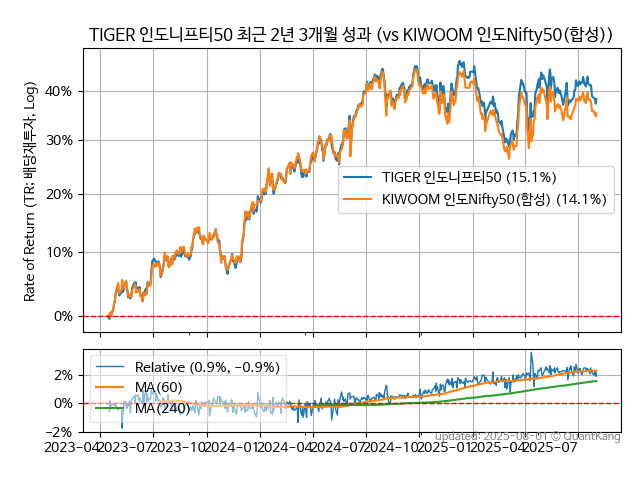 TIGER 인도니프티50 최근 2년 3개월 성과 (vs KIWOOM 인도Nifty50(합성))
Rate of Return (TR: 배당재투자, Log)
40%
30%
20%
10%
0%
TIGER 인도니프티50 (15.1%)
KIWOOM 인도Nifty50(합성) (14.1%)
2%
0%
−2%
Relative (0.9%, −0.9%)
MA(60)
MA(240)
2023-04 2023-07 2023-10 2024-01 2024-04 2024-07 2024-10 2025-01 2025-04 2025-07
updated: 2025-08-01 © QuantKang